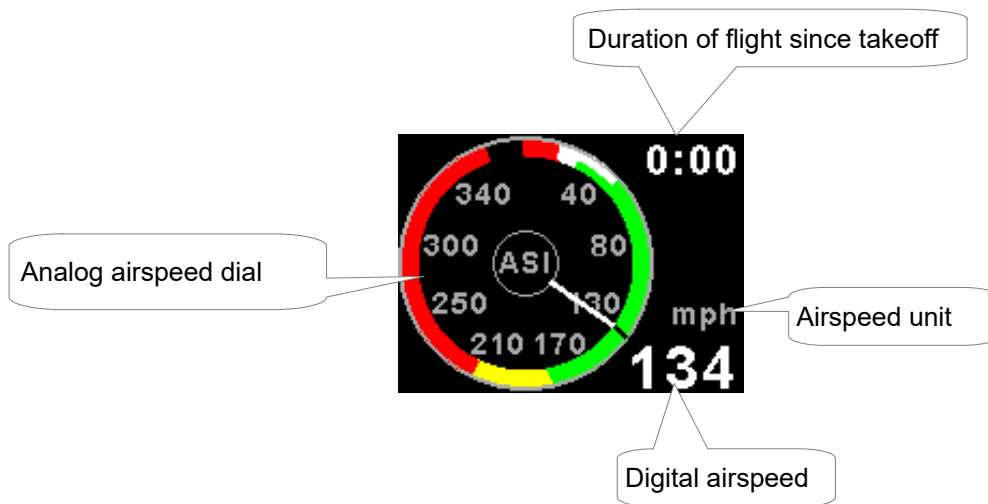 Duration of flight since takeoff
0:00
340 40
Analog airspeed dial
300 ASI 80
250 130
mph
Airspeed unit
210 170
134
Digital airspeed